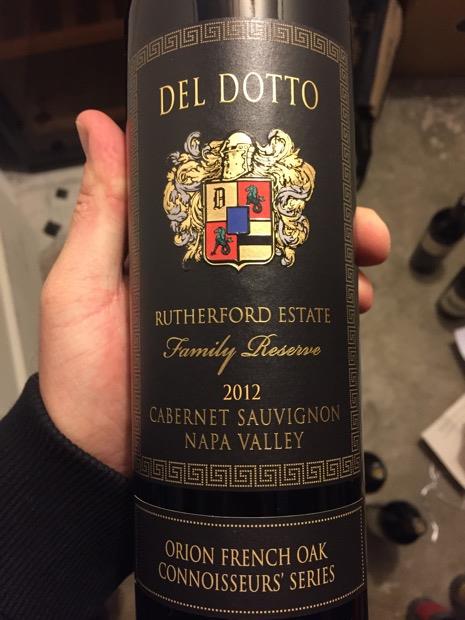 DEL DOTTO
D
RUTHERFORD ESTATE
Family Reserve
2012
CABERNET SAUVIGNON
NAPA VALLEY
ORION FRENCH OAK
CONNOISSEURS' SERIES